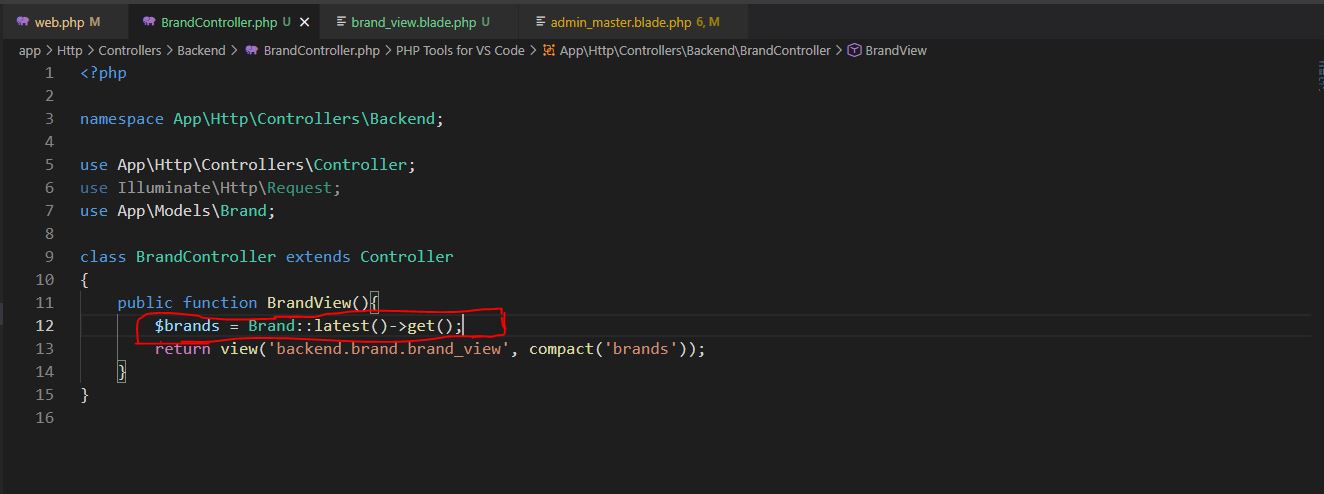 web.php M BrandController.php U × brand_view.blade.php U admin_master.blade.php 6, M
app > Http > Controllers > Backend > BrandController.php > PHP Tools for VS Code > App\Http\Controllers\Backend\BrandController > BrandView
1 <?php
2
3 namespace App\Http\Controllers\Backend;
4
5 use App\Http\Controllers\Controller;
6 use Illuminate\Http\Request;
7 use App\Models\Brand;
8
9 class BrandController extends Controller
10 {
11     public function BrandView(){
12         $brands = Brand::latest()->get();
13         return view('backend.brand.brand_view', compact('brands'));
14     }
15 }
16